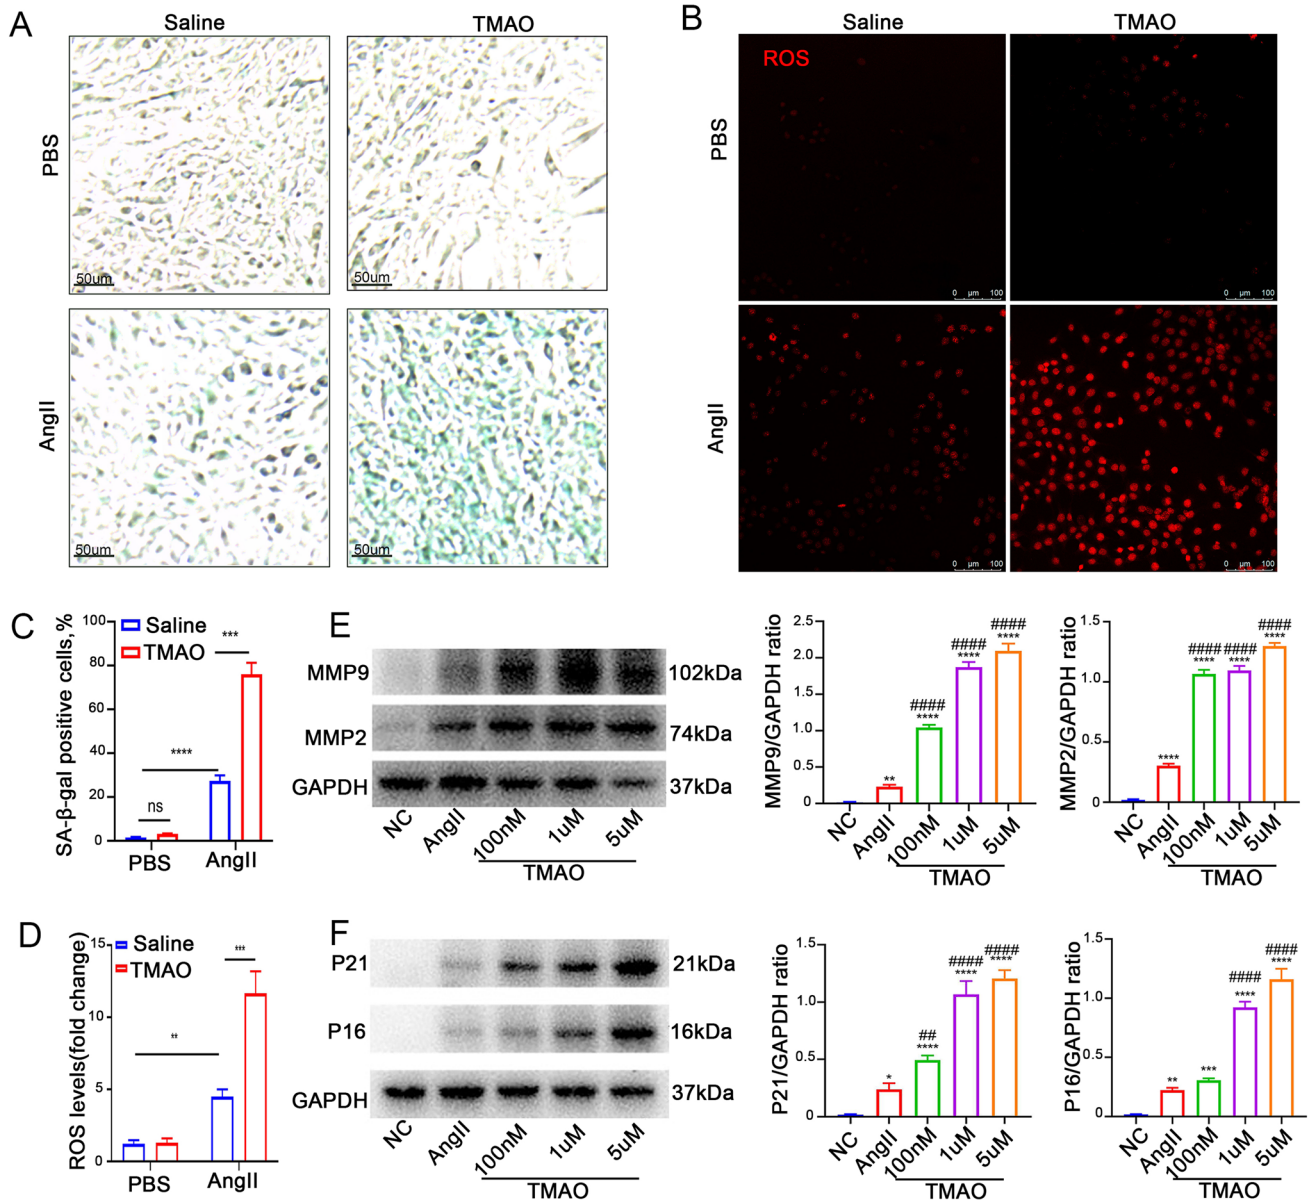 A
Saline
TMAO
PBS
50um
50um
AngII
50um
50um
B
Saline
TMAO
PBS
ROS
0 µm 100
0 µm 100
AngII
0 µm 100
0 µm 100
C
SA-β-gal positive cells,%
100
80
60
40
20
0
Saline
TMAO
ns
****
***
PBS
AngII
E
MMP9
102kDa
MMP2
74kDa
GAPDH
37kDa
NC
AngII
100nM
1uM
5uM
TMAO
MMP9/GAPDH ratio
2.5
2.0
1.5
1.0
0.5
0
**
####
****
####
****
####
****
NC
AngII
100nM
1uM
5uM
TMAO
MMP2/GAPDH ratio
1.5
1.0
0.5
0
****
####
****
####
****
####
****
NC
AngII
100nM
1uM
5uM
TMAO
D
ROS levels(fold change)
15
10
5
0
Saline
TMAO
**
***
PBS
AngII
F
P21
21kDa
P16
16kDa
GAPDH
37kDa
NC
AngII
100nM
1uM
5uM
TMAO
P21/GAPDH ratio
1.5
1.0
0.5
0
*
##
****
####
****
####
****
NC
AngII
100nM
1uM
5uM
TMAO
P16/GAPDH ratio
1.5
1.0
0.5
0
**
***
####
****
####
****
NC
AngII
100nM
1uM
5uM
TMAO